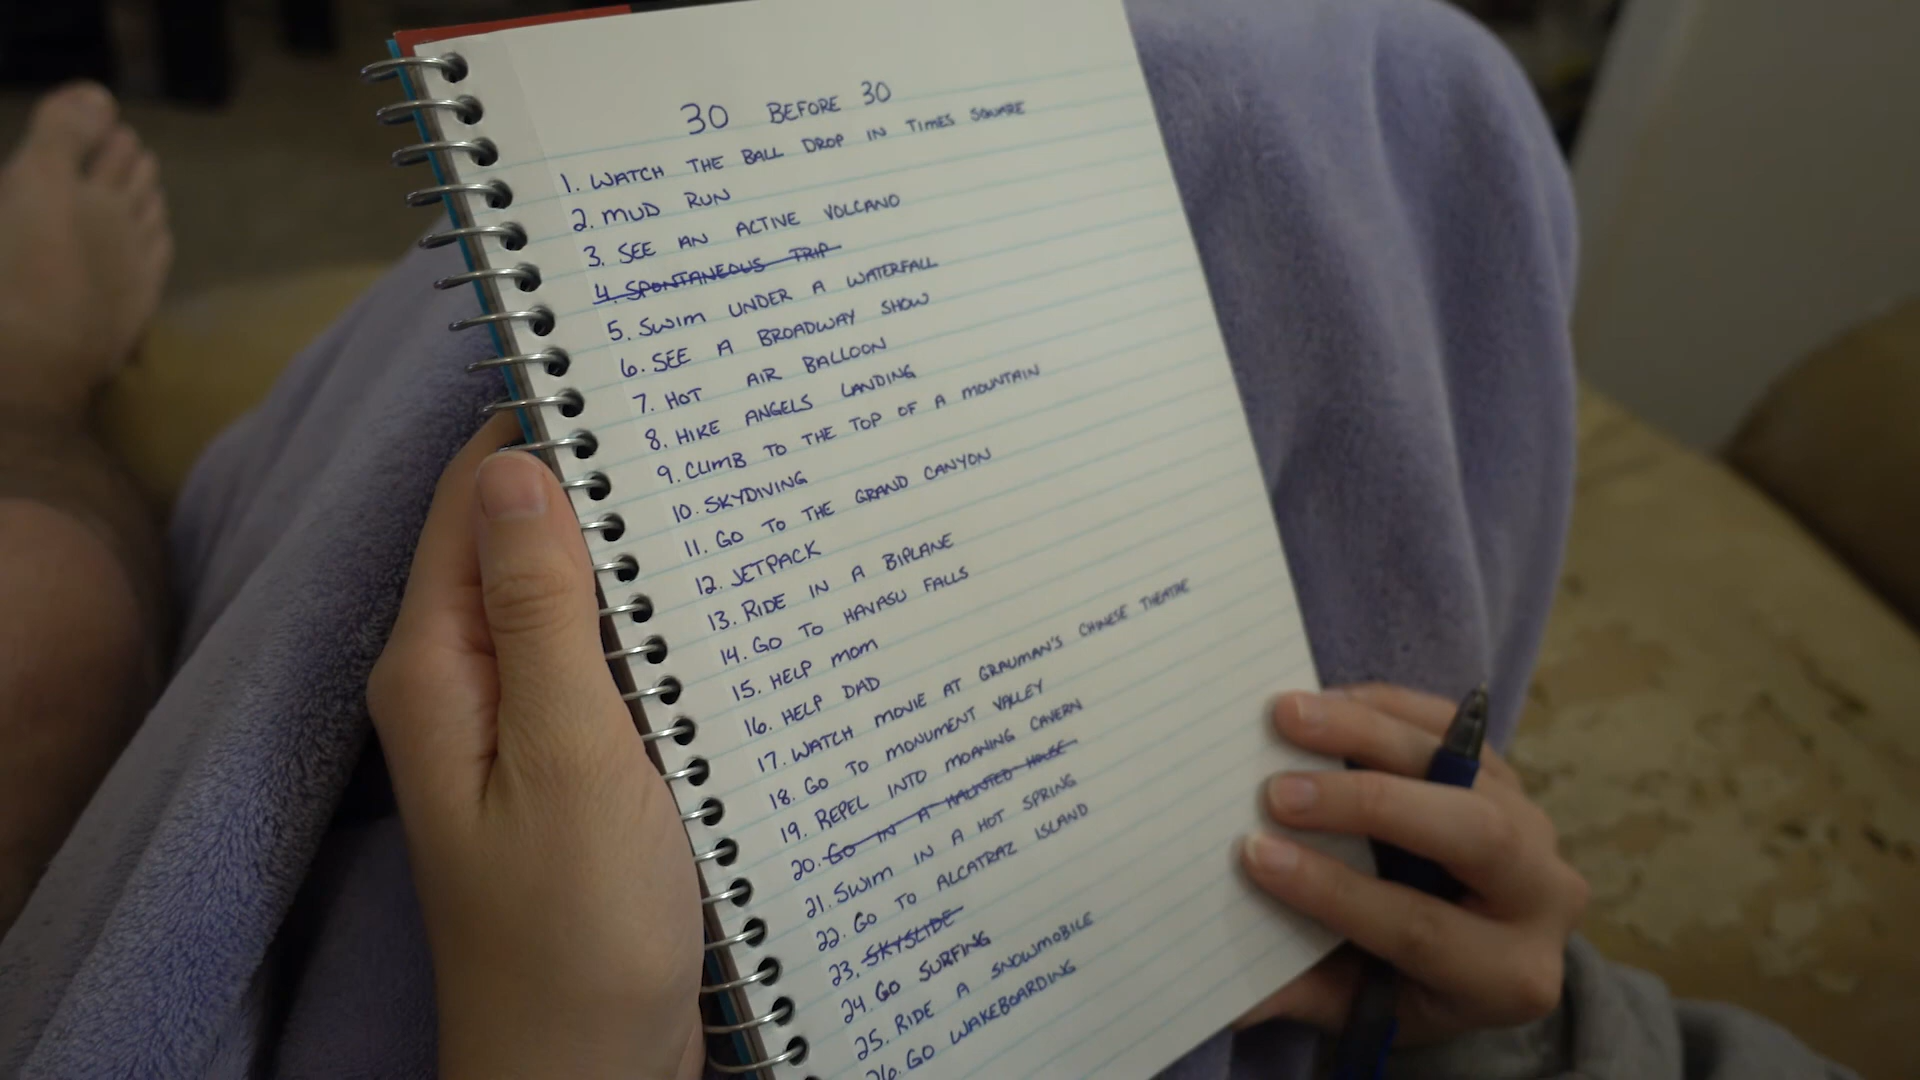 30 BEFORE 30
1. WATCH THE BALL DROP IN TIMES SQUARE
2. MUD RUN
3. SEE AN ACTIVE VOLCANO
4. SPONTANEOUS TRIP
5. SWIM UNDER A WATERFALL
6. SEE A BROADWAY SHOW
7. HOT AIR BALLOON
8. HIKE ANGELS LANDING
9. CLIMB TO THE TOP OF A MOUNTAIN
10. SKYDIVING
11. GO TO THE GRAND CANYON
12. JETPACK
13. RIDE IN A BIPLANE
14. GO TO HAVASU FALLS
15. HELP MOM
16. HELP DAD
17. WATCH MOVIE AT GRAUMAN'S CHINESE THEATRE
18. GO TO MONUMENT VALLEY
19. REPEL INTO MOANING CAVERN
20. GO IN A HAUNTED HOUSE
21. SWIM IN A HOT SPRING
22. GO TO ALCATRAZ ISLAND
23. SKYSLIDE
24 GO SURFING
25. RIDE A SNOWMOBILE
26. GO WAKEBOARDING